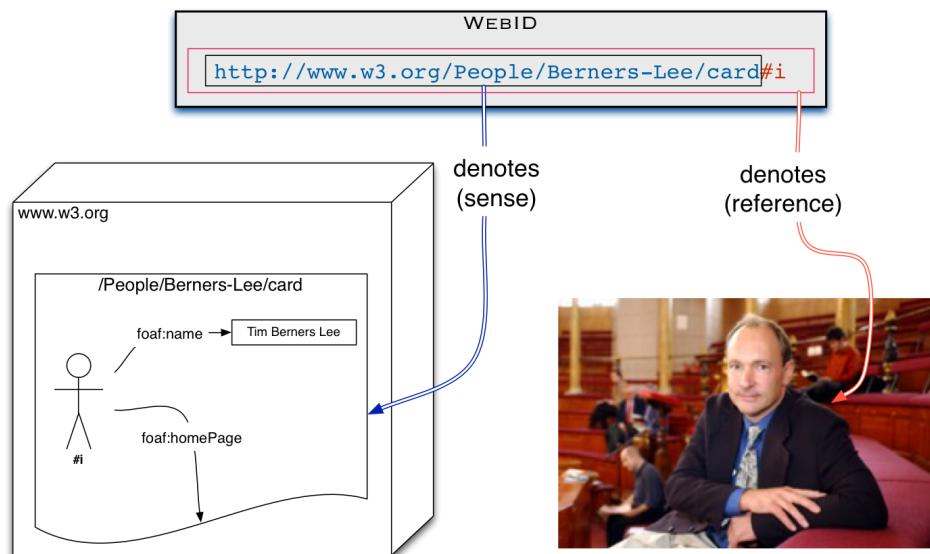 WEBID
http://www.w3.org/People/Berners-Lee/card#i
denotes
(sense)
denotes
(reference)
www.w3.org
/People/Berners-Lee/card
foaf:name
Tim Berners Lee
foaf:homePage
#i